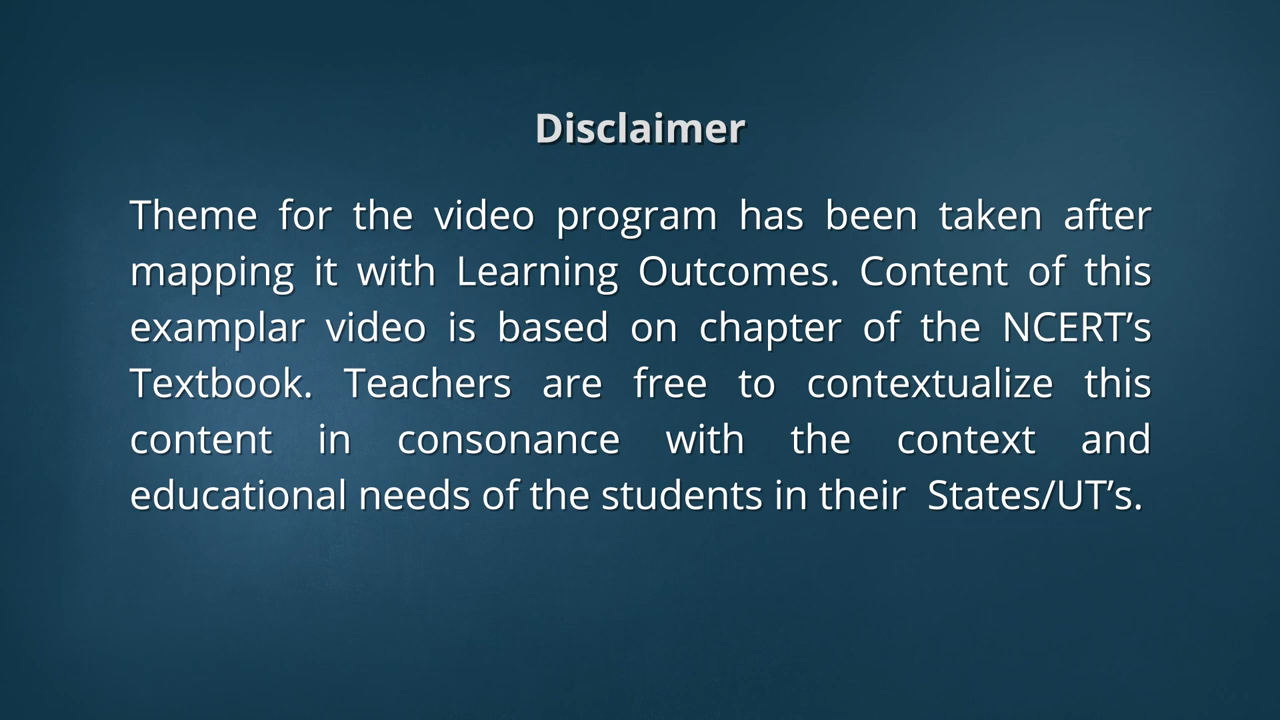 Disclaimer
Theme for the video program has been taken after
mapping it with Learning Outcomes. Content of this
examplar video is based on chapter of the NCERT’s
Textbook. Teachers are free to contextualize this
content in consonance with the context and
educational needs of the students in their  States/UT’s.